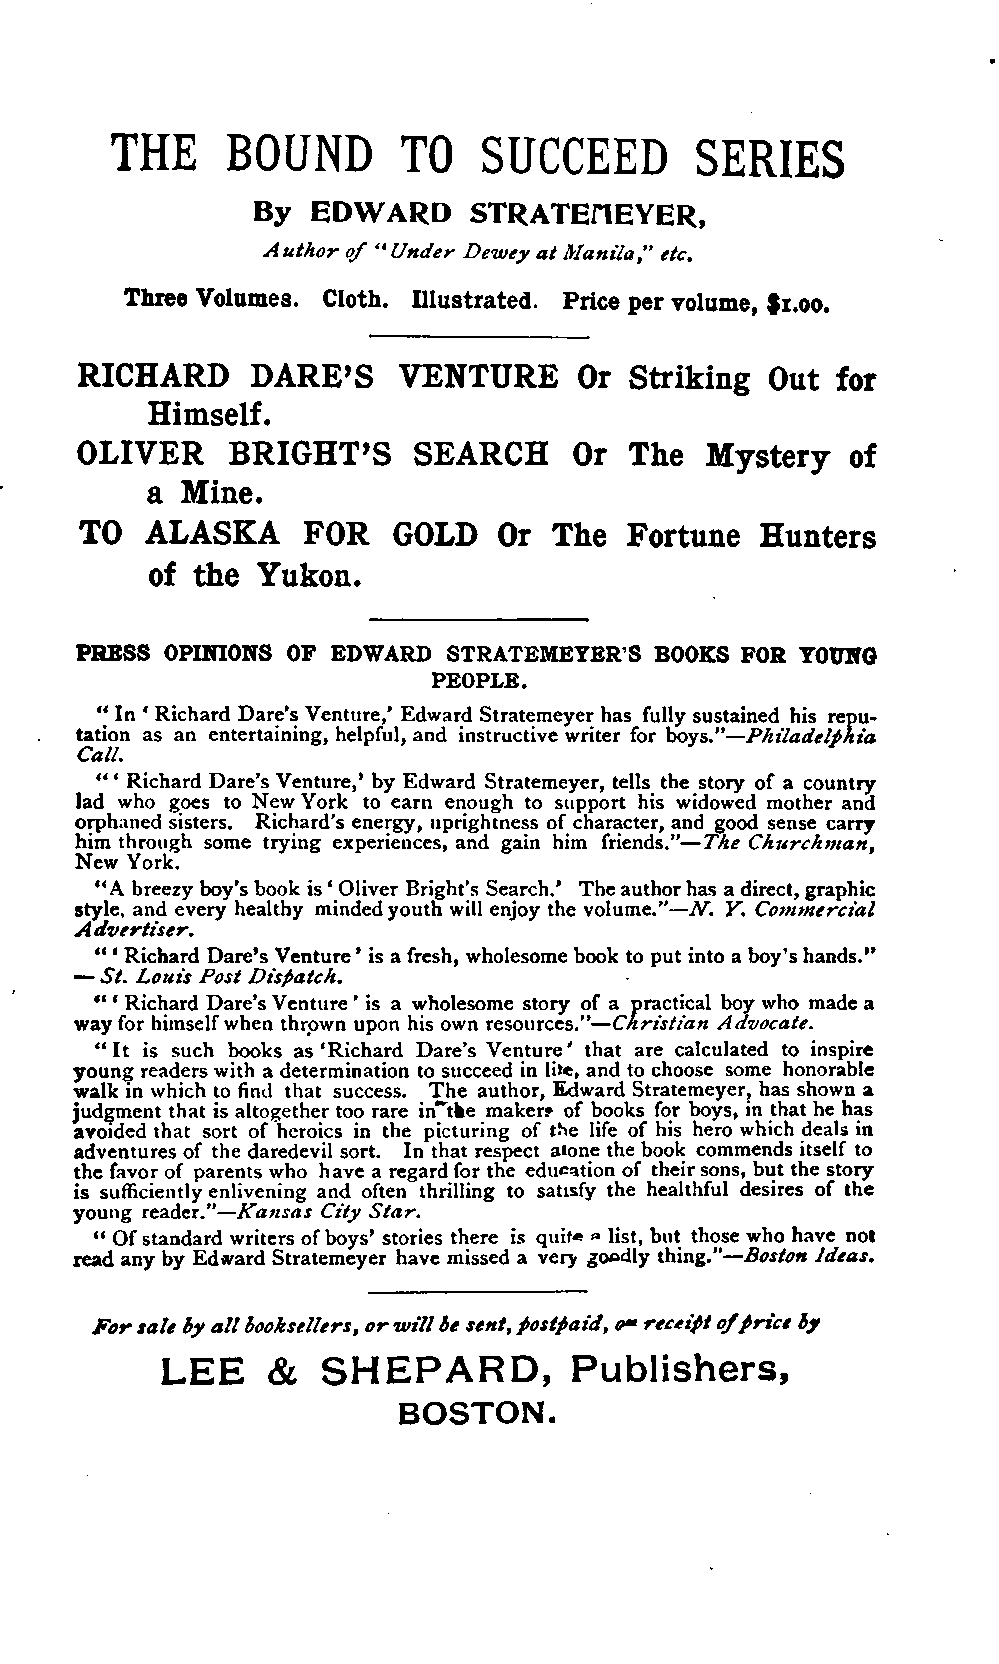 THE BOUND TO SUCCEED SERIES
By EDWARD STRATEMEYER,
Author of "Under Dewey at Manila," etc.
Three Volumes. Cloth. Illustrated. Price per volume, $1.00.
RICHARD DARE'S VENTURE Or Striking Out for
Himself.
OLIVER BRIGHT'S SEARCH Or The Mystery of
a Mine.
TO ALASKA FOR GOLD Or The Fortune Hunters
of the Yukon.
PRESS OPINIONS OF EDWARD STRATEMEYER'S BOOKS FOR YOUNG
PEOPLE.
"In 'Richard Dare's Venture,' Edward Stratemeyer has fully sustained his repu-
tation as an entertaining, helpful, and instructive writer for boys."—Philadelphia
Call.
"'Richard Dare's Venture,' by Edward Stratemeyer, tells the story of a country
lad who goes to New York to earn enough to support his widowed mother and
orphaned sisters. Richard's energy, uprightness of character, and good sense carry
him through some trying experiences, and gain him friends."—The Churchman,
New York.
"A breezy boy's book is 'Oliver Bright's Search.' The author has a direct, graphic
style, and every healthy minded youth will enjoy the volume."—N. Y. Commercial
Advertiser.
"'Richard Dare's Venture' is a fresh, wholesome book to put into a boy's hands."
—St. Louis Post Dispatch.
"'Richard Dare's Venture' is a wholesome story of a practical boy who made a
way for himself when thrown upon his own resources."—Christian Advocate.
"It is such books as 'Richard Dare's Venture' that are calculated to inspire
young readers with a determination to succeed in life, and to choose some honorable
walk in which to find that success. The author, Edward Stratemeyer, has shown a
judgment that is altogether too rare in the makers of books for boys, in that he has
avoided that sort of heroics in the picturing of the life of his hero which deals in
adventures of the daredevil sort. In that respect alone the book commends itself to
the favor of parents who have a regard for the education of their sons, but the story
is sufficiently enlivening and often thrilling to satisfy the healthful desires of the
young reader."—Kansas City Star.
"Of standard writers of boys' stories there is quite a list, but those who have not
read any by Edward Stratemeyer have missed a very goodly thing."—Boston Ideas.
For sale by all booksellers, or will be sent, postpaid, on receipt of price by
LEE & SHEPARD, Publishers,
BOSTON.